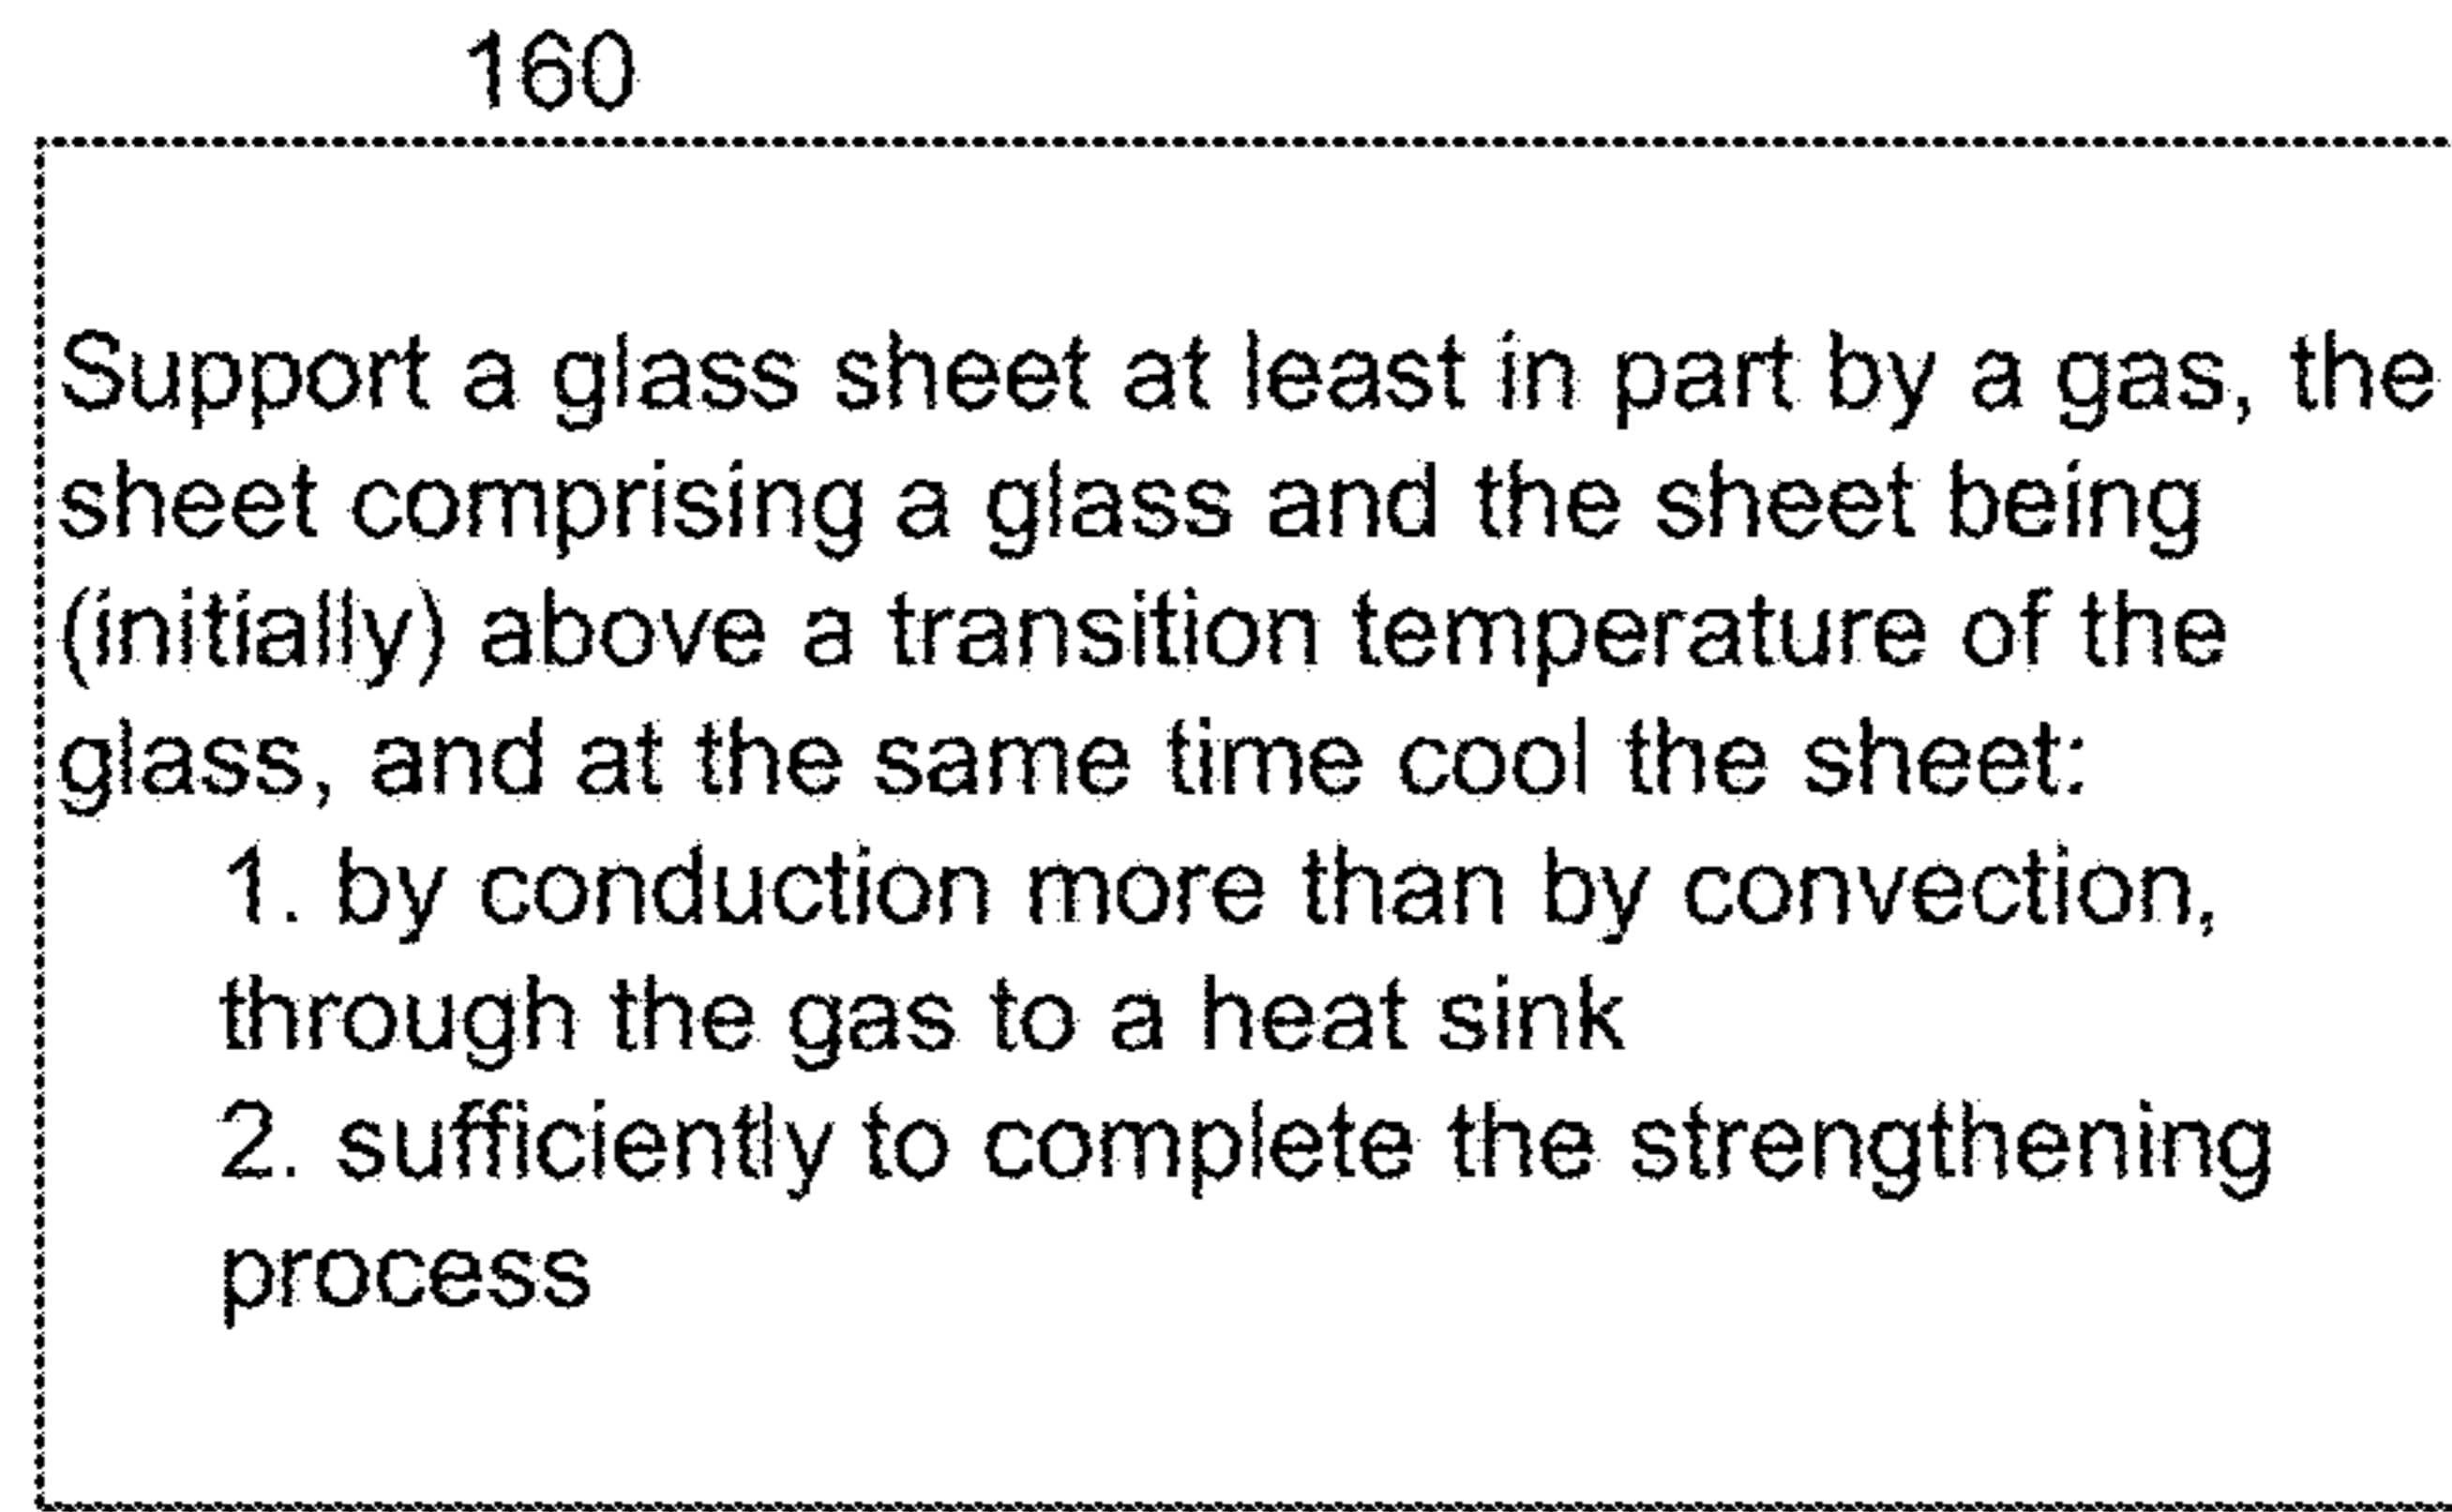 160
Support a glass sheet at least in part by a gas, the
sheet comprising a glass and the sheet being
(initially) above a transition temperature of the
glass, and at the same time cool the sheet:
1. by conduction more than by convection,
through the gas to a heat sink
2. sufficiently to complete the strengthening
process